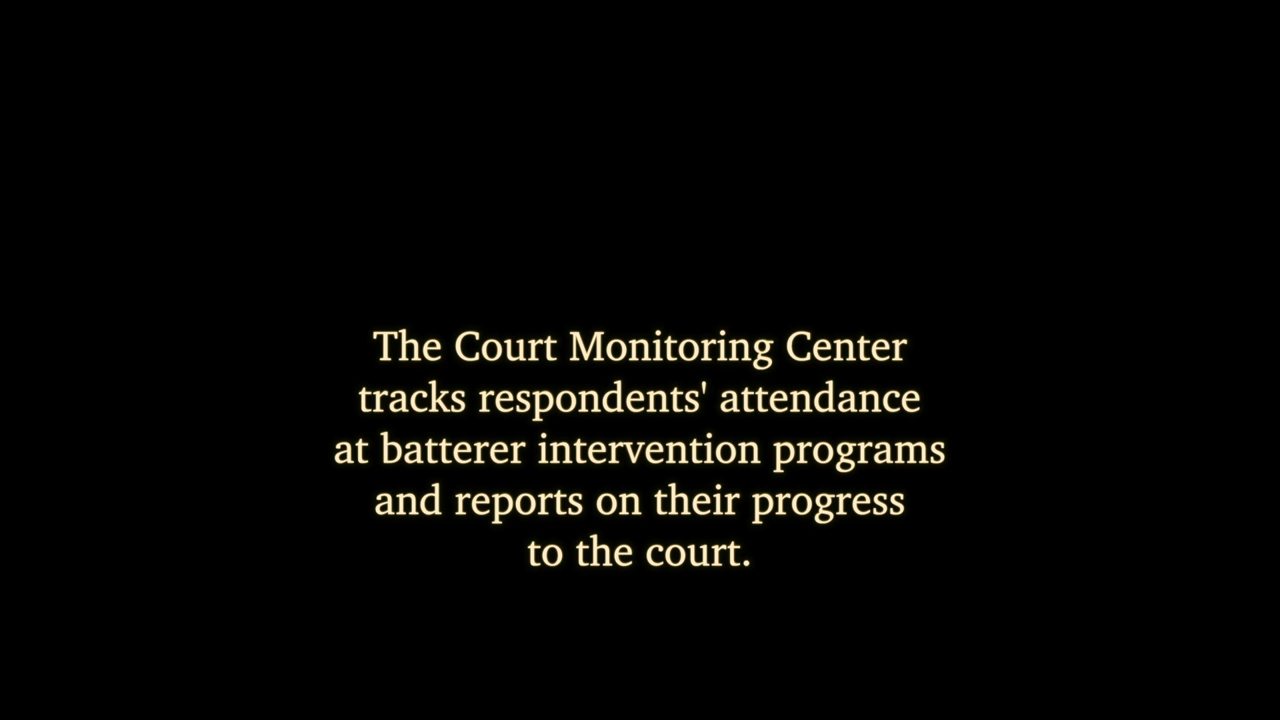 The Court Monitoring Center
tracks respondents' attendance
at batterer intervention programs
and reports on their progress
to the court.